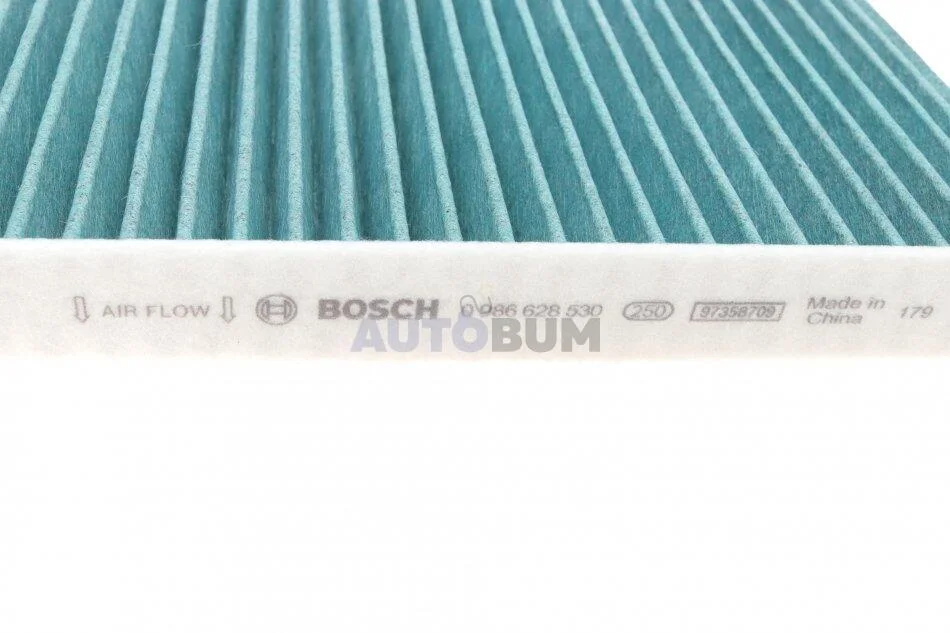 ⇩ AIR FLOW ⇩ BOSCH 0 986 628 530 250 97358709 Made in China 179
AUTOBUM